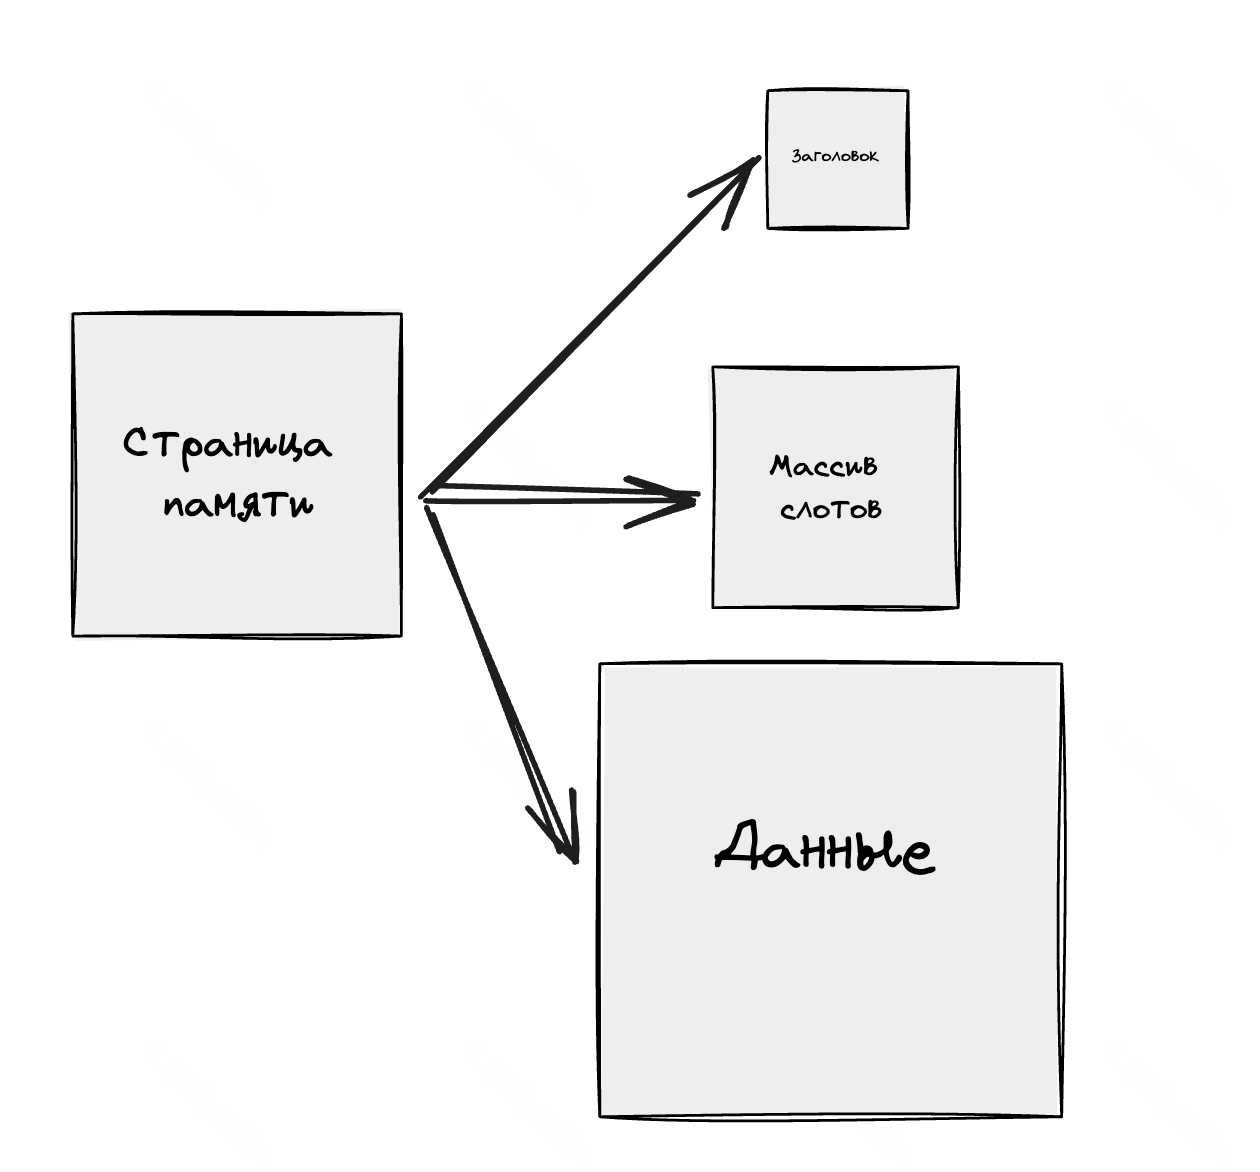 Заголовок
Страница
памяти
Массив
слотов
Данные